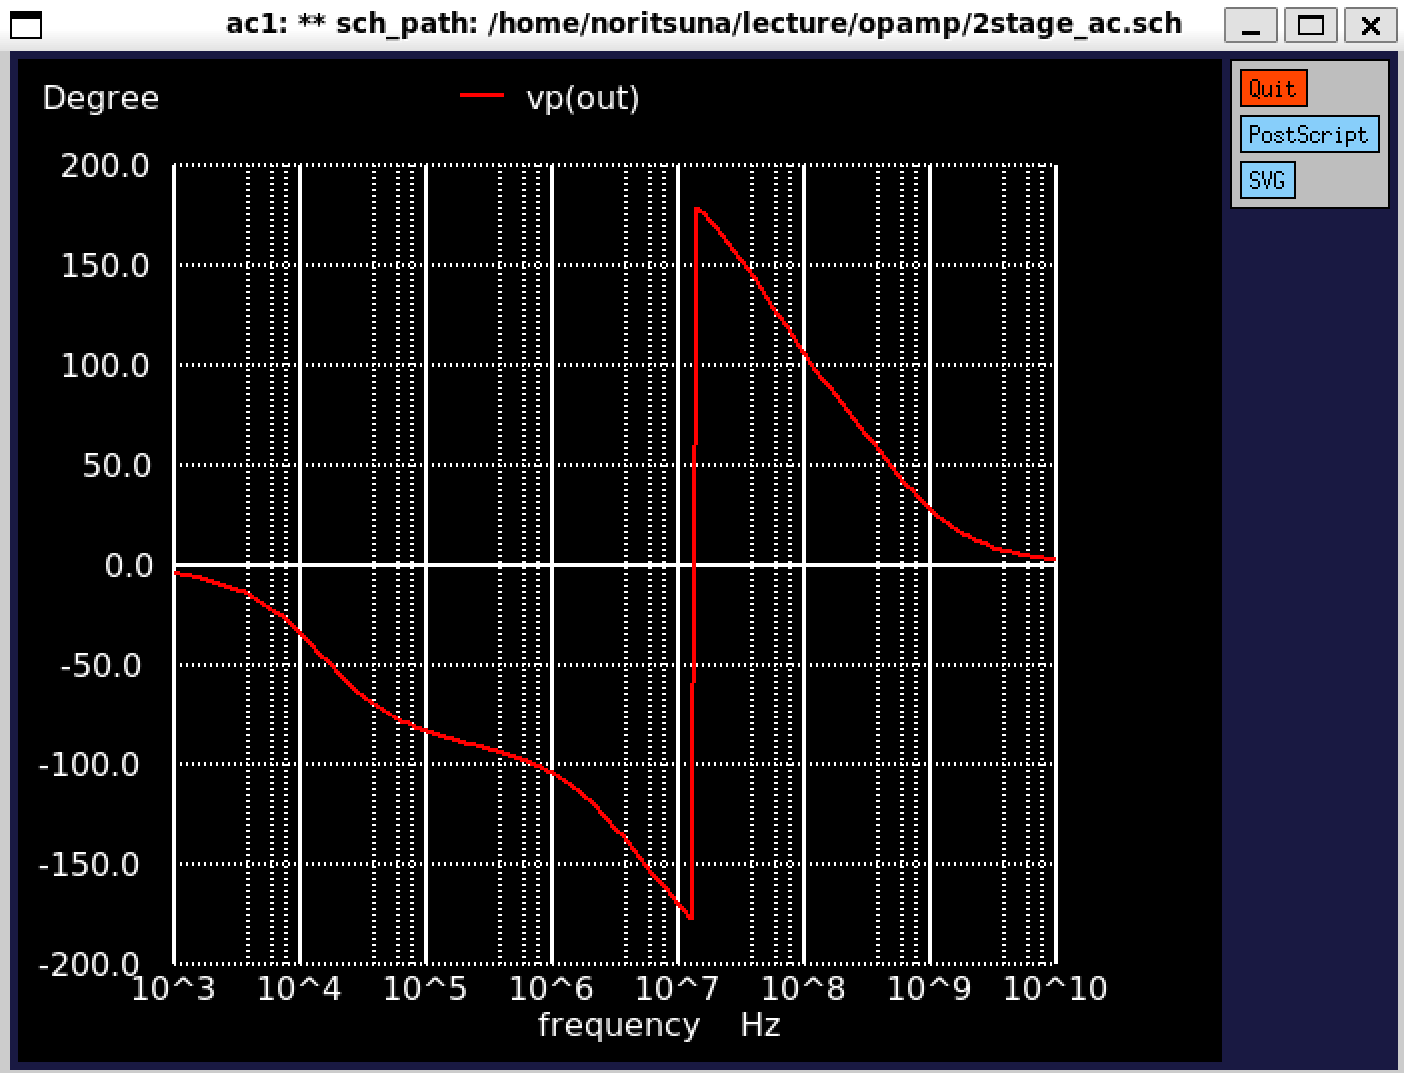 ac1: ** sch_path: /home/noritsuna/lecture/opamp/2stage_ac.sch
Quit
PostScript
SVG
Degree
vp(out)
200.0
150.0
100.0
50.0
0.0
-50.0
-100.0
-150.0
-200.0
10^3 10^4 10^5 10^6 10^7 10^8 10^9 10^10
frequency Hz